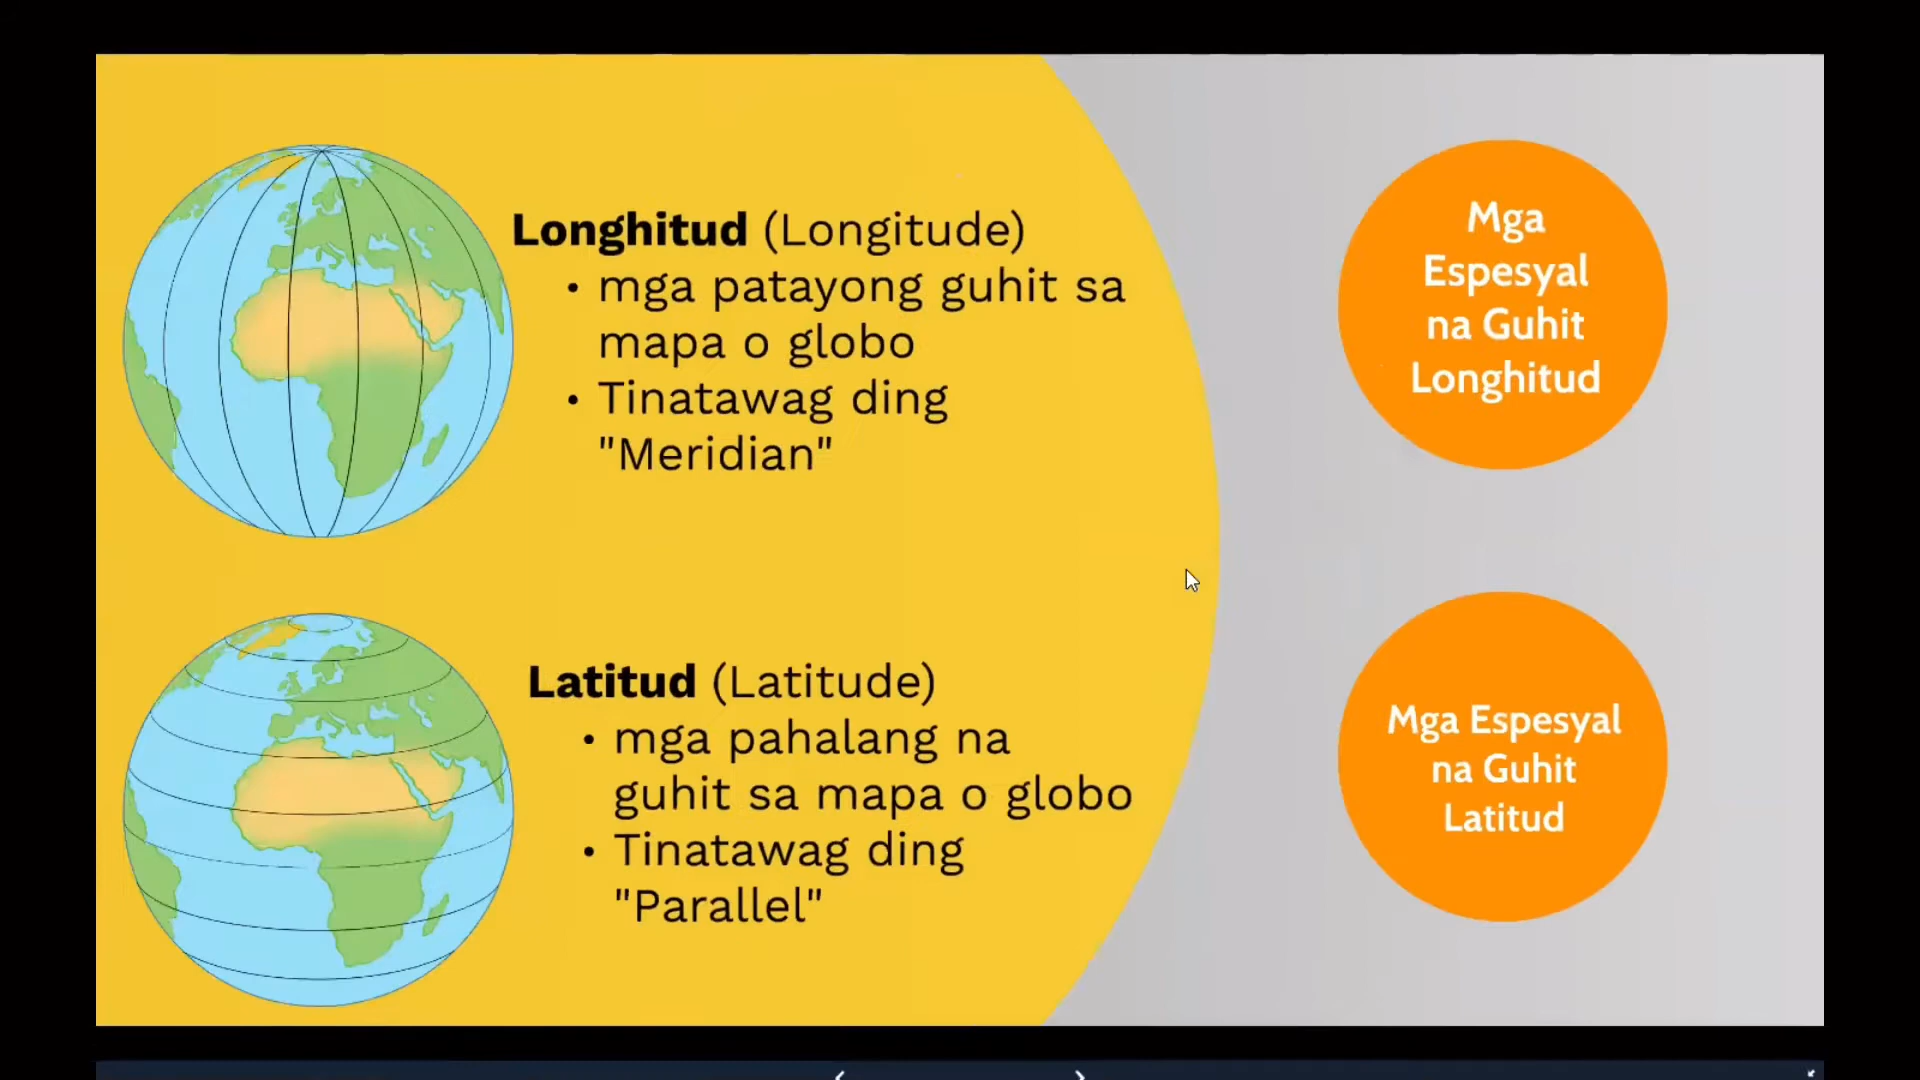 Longhitud (Longitude)
• mga patayong guhit sa
mapa o globo
• Tinatawag ding
"Meridian"
Latitud (Latitude)
• mga pahalang na
guhit sa mapa o globo
• Tinatawag ding
"Parallel"
Mga
Espesyal
na Guhit
Longhitud
Mga Espesyal
na Guhit
Latitud